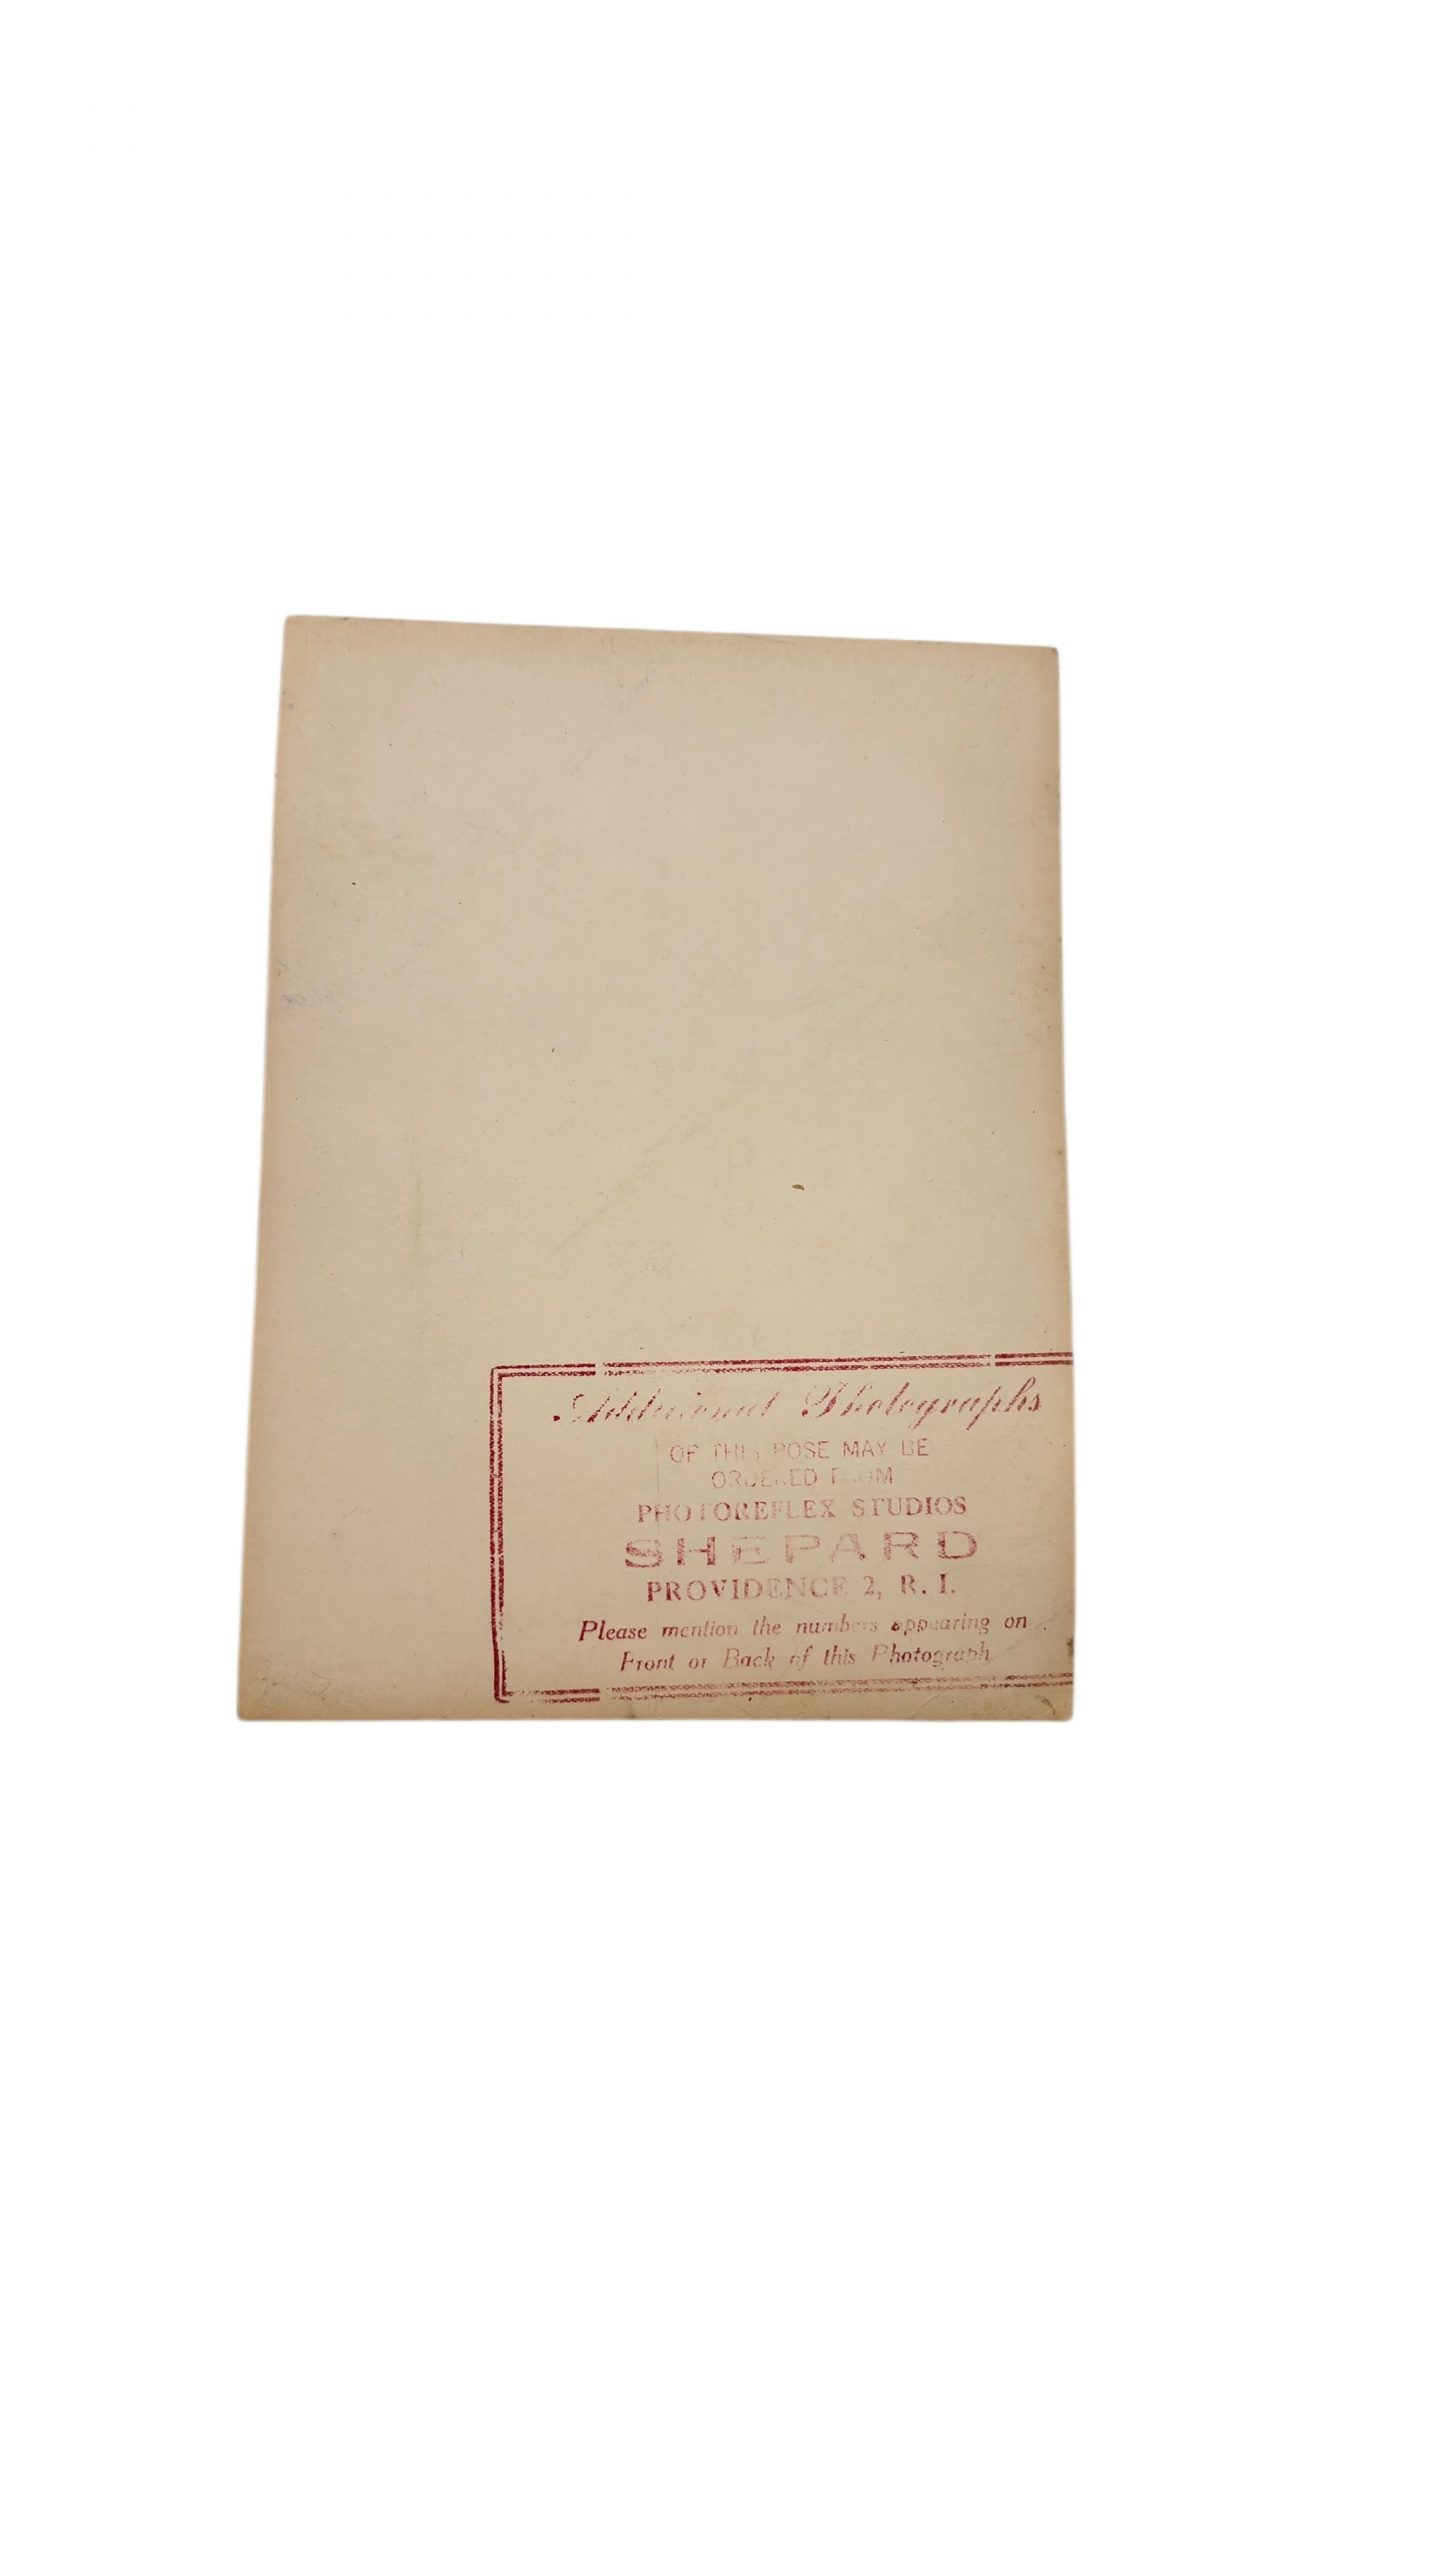 Additional Photographs
OF THIS POSE MAY BE
ORDERED FROM
PHOTOREFLEX STUDIOS
SHEPARD
PROVIDENCE 2, R. I.
Please mention the numbers appearing on
Front or Back of this Photograph